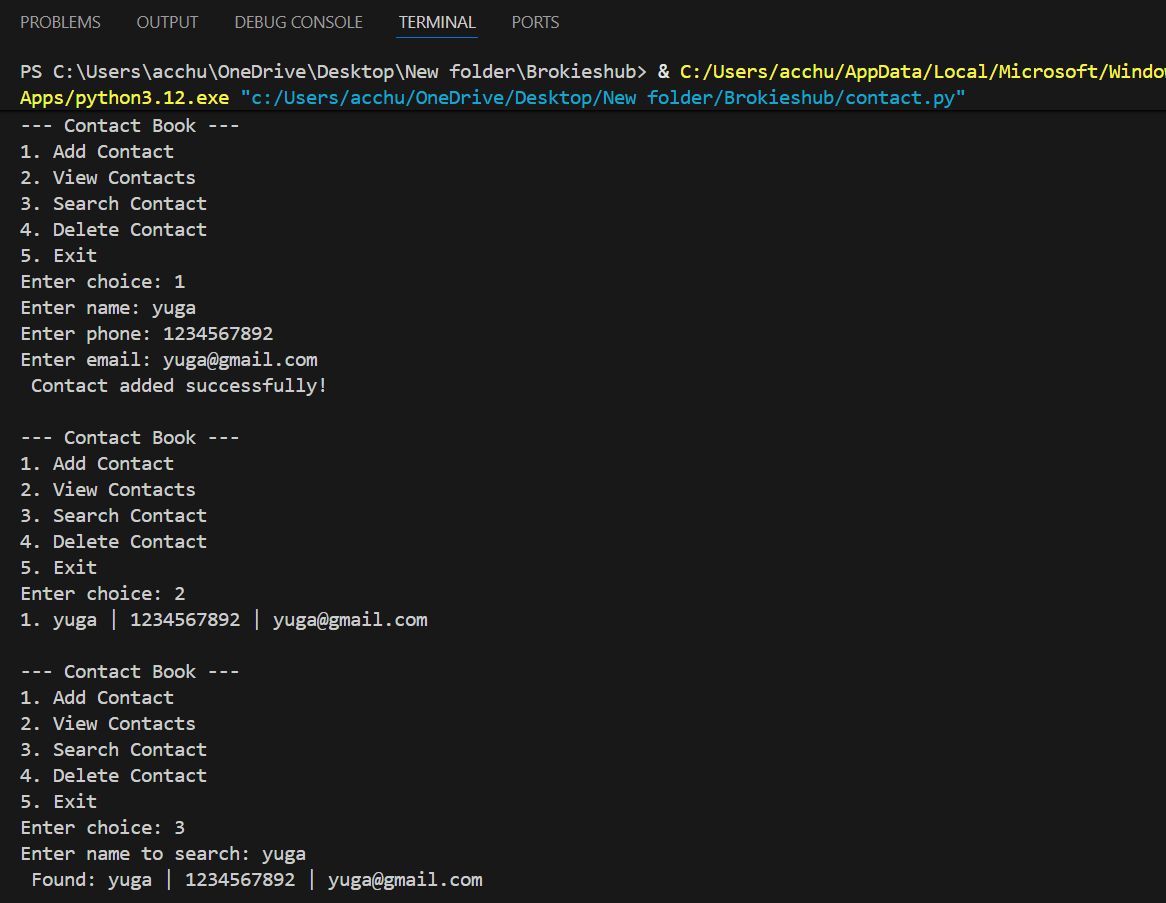 PROBLEMS OUTPUT DEBUG CONSOLE TERMINAL PORTS
PS C:\Users\acchu\OneDrive\Desktop\New folder\Brokieshub> & C:/Users/acchu/AppData/Local/Microsoft/Windo
Apps/python3.12.exe "c:/Users/acchu/OneDrive/Desktop/New folder/Brokieshub/contact.py"
--- Contact Book ---
1. Add Contact
2. View Contacts
3. Search Contact
4. Delete Contact
5. Exit
Enter choice: 1
Enter name: yuga
Enter phone: 1234567892
Enter email: yuga@gmail.com
Contact added successfully!
--- Contact Book ---
1. Add Contact
2. View Contacts
3. Search Contact
4. Delete Contact
5. Exit
Enter choice: 2
1. yuga | 1234567892 | yuga@gmail.com
--- Contact Book ---
1. Add Contact
2. View Contacts
3. Search Contact
4. Delete Contact
5. Exit
Enter choice: 3
Enter name to search: yuga
Found: yuga | 1234567892 | yuga@gmail.com